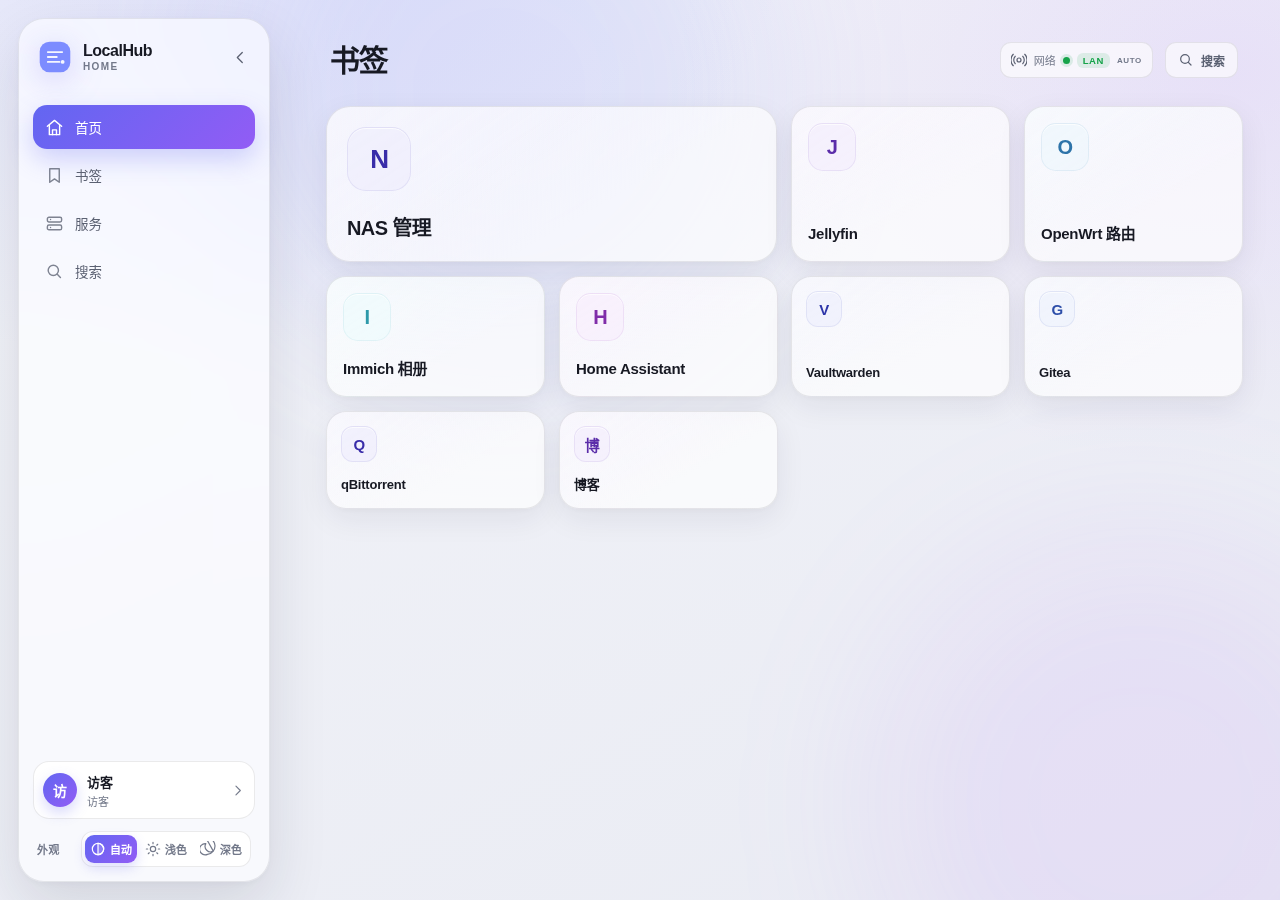 LocalHub
HOME
首页
书签
服务
搜索
访
访客
访客
外观
自动
浅色
深色
书签
网络
LAN
AUTO
搜索
N
NAS 管理
J
Jellyfin
O
OpenWrt 路由
I
Immich 相册
H
Home Assistant
V
Vaultwarden
G
Gitea
Q
qBittorrent
博
博客